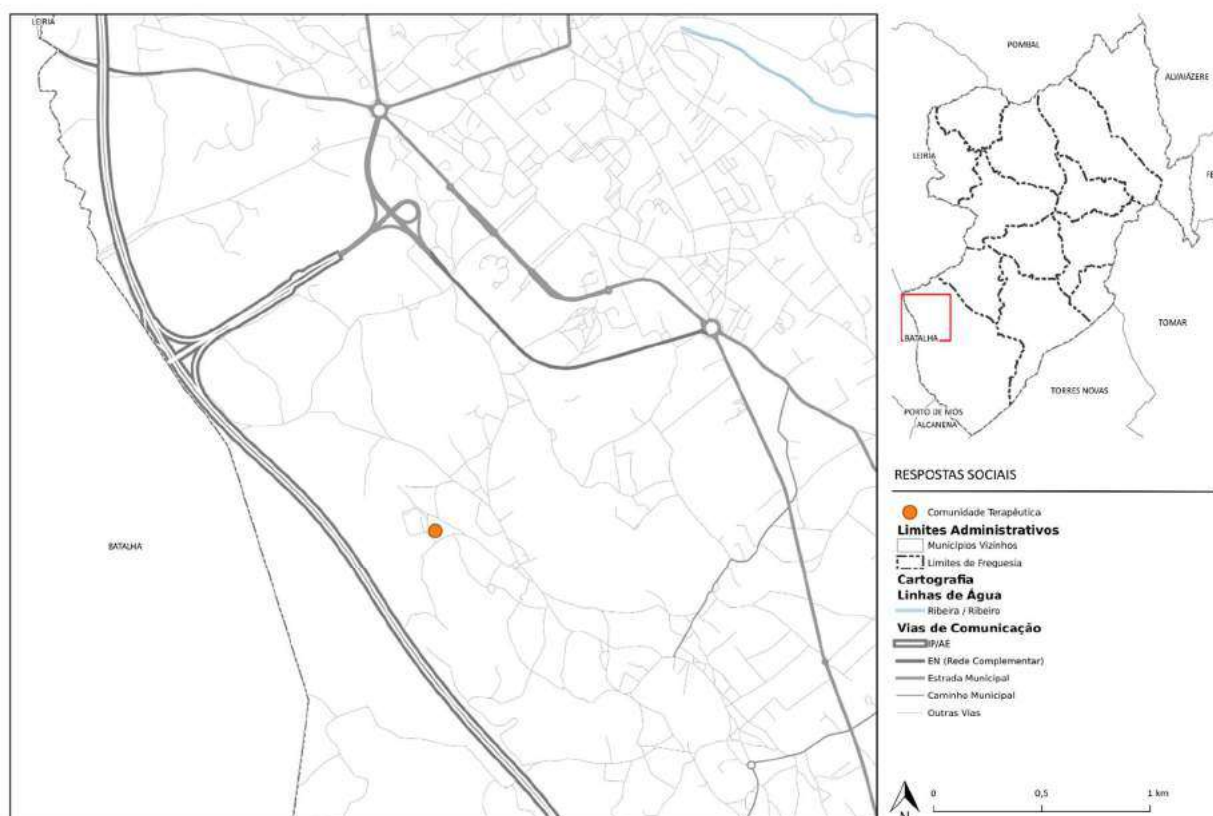 LEIRIA
BATALHA
POMBAL
ALVAIÁZERE
LEIRIA
FE
BATALHA
TOMAR
TORRES NOVAS
PORTO DE MÓS
ALCANENA
RESPOSTAS SOCIAIS
Comunidade Terapêutica
Limites Administrativos
Municípios Vizinhos
Limites de Freguesia
Cartografia
Linhas de Água
Ribeira / Ribeiro
Vias de Comunicação
IP/AE
EN (Rede Complementar)
Estrada Municipal
Caminho Municipal
Outras Vias
N
0 0,5 1 km